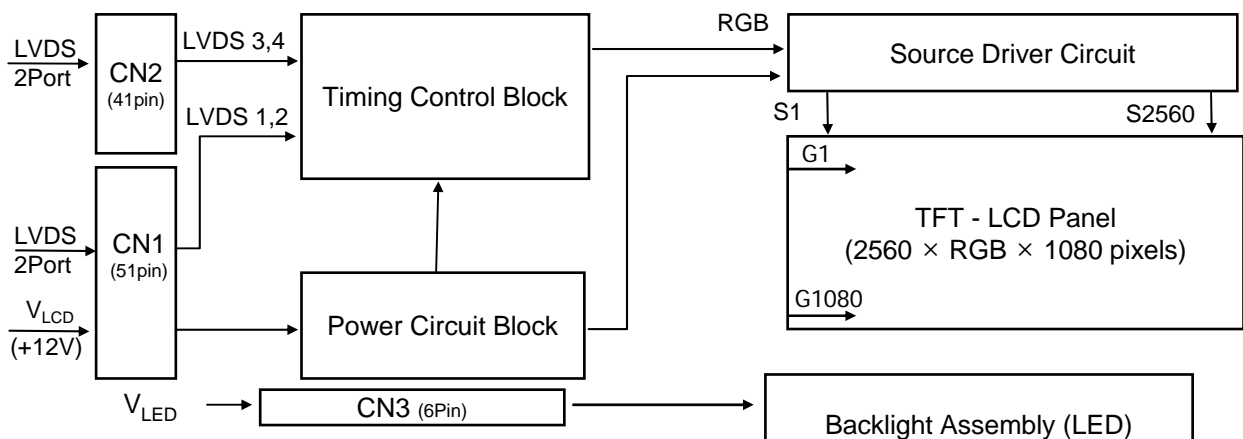 LVDS
2Port
CN2
(41pin)
LVDS 3,4
LVDS 1,2
Timing Control Block
RGB
Source Driver Circuit
S1
S2560
G1
TFT - LCD Panel
(2560 × RGB × 1080 pixels)
G1080
LVDS
2Port
CN1
(51pin)
VLCD
(+12V)
Power Circuit Block
VLED
CN3 (6Pin)
Backlight Assembly (LED)